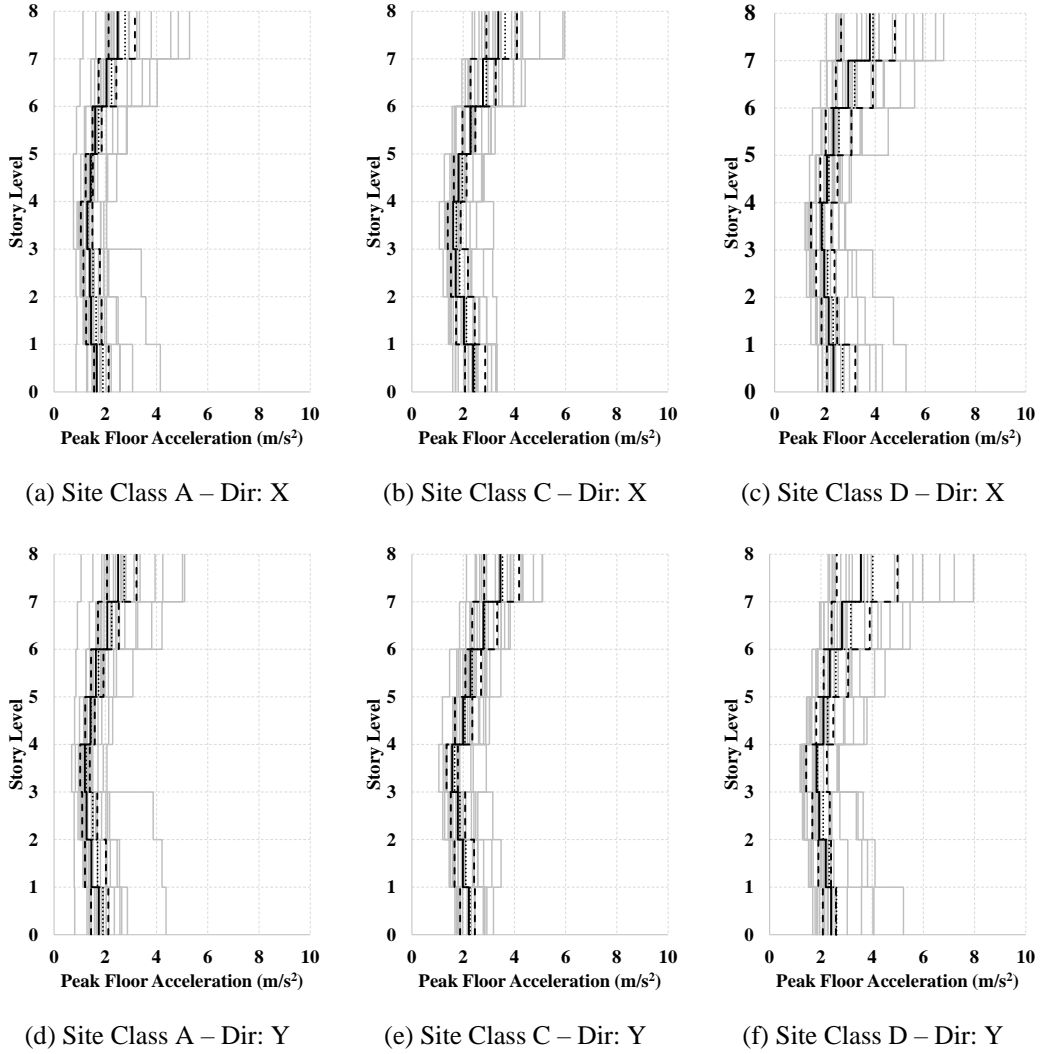 8 8 8
7 7 7
6 6 6
5 5 5
4 4 4
3 3 3
2 2 2
1 1 1
0 0 0
Story Level Story Level Story Level
0 2 4 6 8 10 0 2 4 6 8 10 0 2 4 6 8 10
Peak Floor Acceleration (m/s²) Peak Floor Acceleration (m/s²) Peak Floor Acceleration (m/s²)
(a) Site Class A – Dir: X (b) Site Class C – Dir: X (c) Site Class D – Dir: X
8 8 8
7 7 7
6 6 6
5 5 5
4 4 4
3 3 3
2 2 2
1 1 1
0 0 0
Story Level Story Level Story Level
0 2 4 6 8 10 0 2 4 6 8 10 0 2 4 6 8 10
Peak Floor Acceleration (m/s²) Peak Floor Acceleration (m/s²) Peak Floor Acceleration (m/s²)
(d) Site Class A – Dir: Y (e) Site Class C – Dir: Y (f) Site Class D – Dir: Y